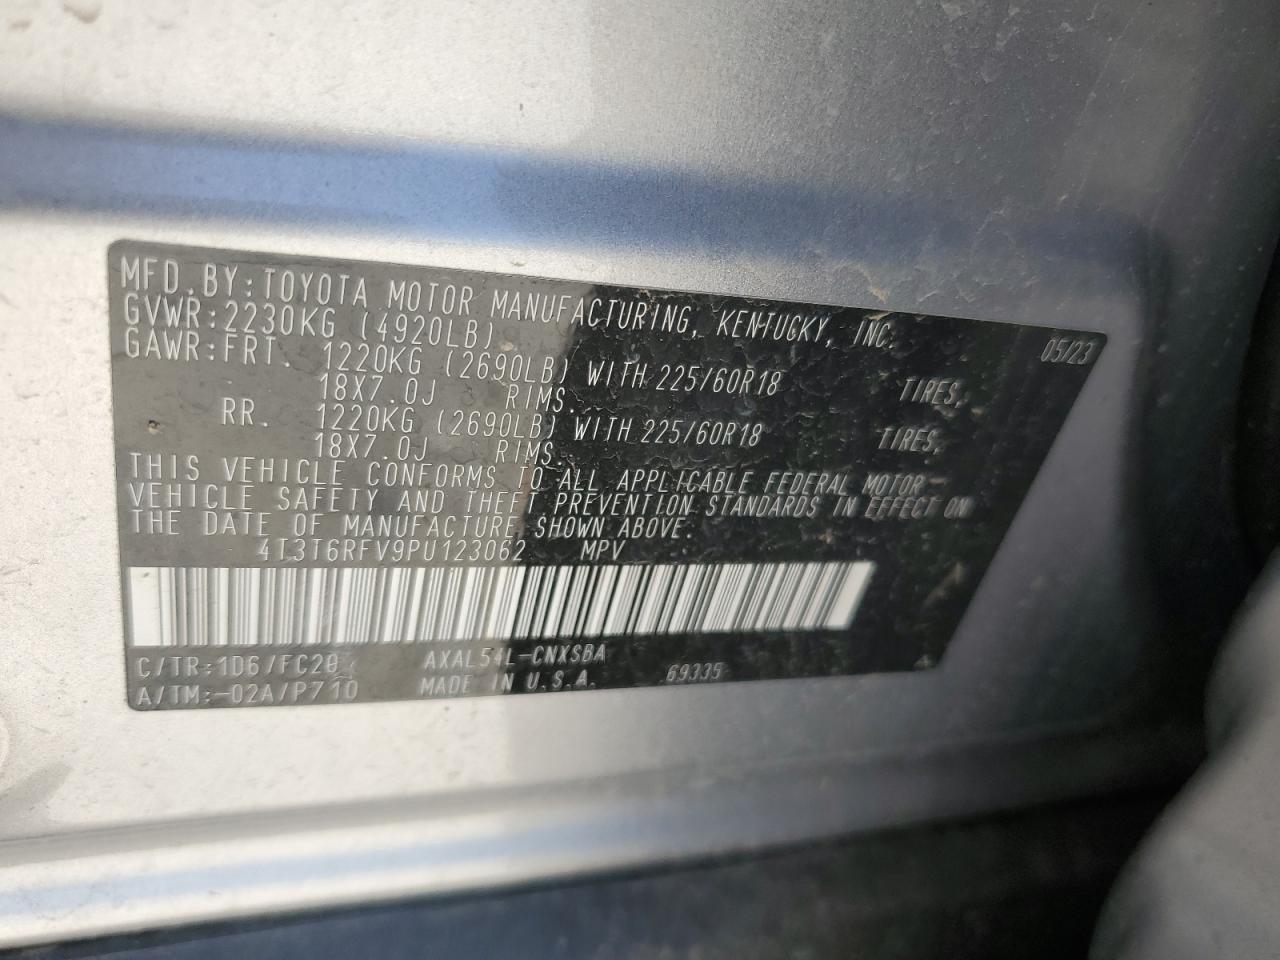 MFD. BY: TOYOTA MOTOR MANUFACTURING, KENTUCKY, INC. 05/23
GVWR: 2230KG (4920LB)
GAWR: FRT. 1220KG (2690LB) WITH 225/60R18 TIRES,
18X7.0J RIMS.
RR. 1220KG (2690LB) WITH 225/60R18 TIRES,
18X7.0J RIMS.
THIS VEHICLE CONFORMS TO ALL APPLICABLE FEDERAL MOTOR
VEHICLE SAFETY AND THEFT PREVENTION STANDARDS IN EFFECT ON
THE DATE OF MANUFACTURE SHOWN ABOVE.
4T3T6RFV9PU123062 MPV
C/TR: 1D6/FC20 AXAL54L-CNXSBA
A/TM: -02A/P710 MADE IN U.S.A. 69335